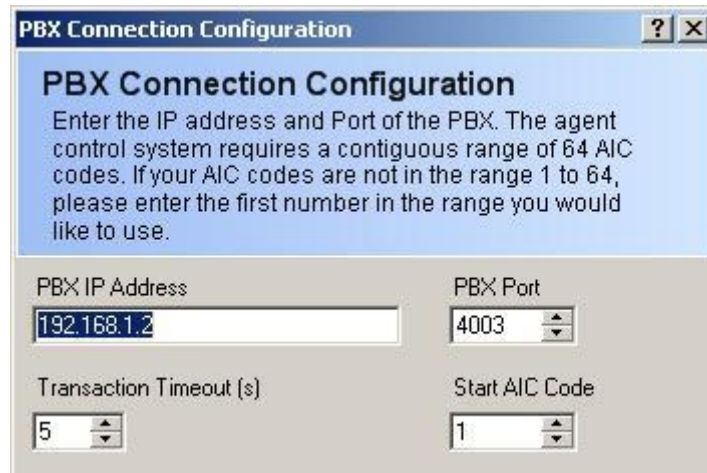 PBX Connection Configuration
PBX Connection Configuration
Enter the IP address and Port of the PBX. The agent
control system requires a contiguous range of 64 AIC
codes. If your AIC codes are not in the range 1 to 64,
please enter the first number in the range you would
like to use.
PBX IP Address PBX Port
192.168.1.2 4003
Transaction Timeout (s) Start AIC Code
5 1